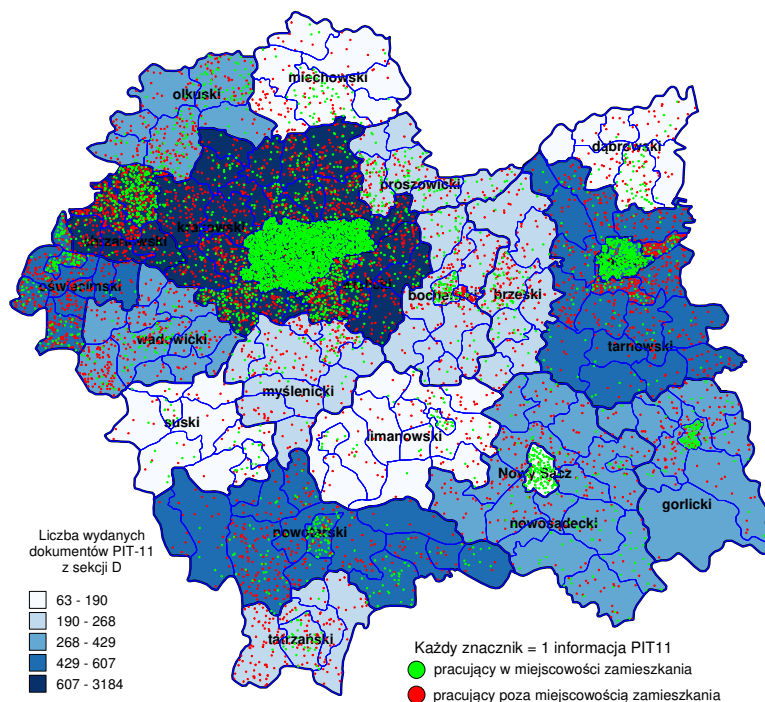 miechowski
olkuski
dąbrowski
proszowicki
krakowski
chrzanowski
oświęcimski
bocheński
brzeski
wadowicki
tarnowski
myślenicki
suski
limanowski
Nowy Sącz
gorlicki
nowosądecki
nowotarski
tatrzański
Liczba wydanych
dokumentów PIT-11
z sekcji D
63 - 190
190 - 268
268 - 429
429 - 607
607 - 3184
Każdy znacznik = 1 informacja PIT11
pracujący w miejscowości zamieszkania
pracujący poza miejscowością zamieszkania